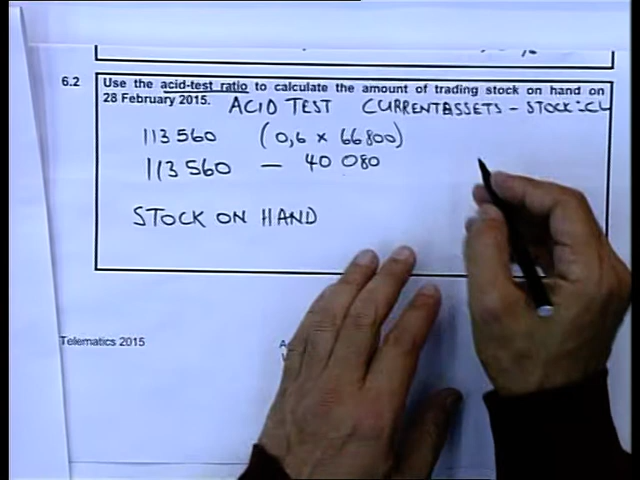 6.2 Use the acid-test ratio to calculate the amount of trading stock on hand on
28 February 2015. ACID TEST CURRENT ASSETS - STOCK : CL
113 560 (0,6 x 66 800)
113 560 — 40 080
STOCK ON HAND
Telematics 2015